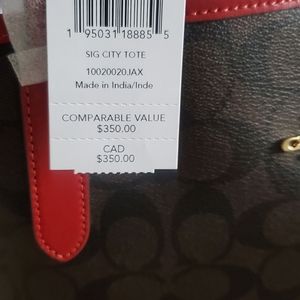 1 95031 18885 5
SIG CITY TOTE
10020020JAX
Made in India/Inde
COMPARABLE VALUE
$350.00
CAD
$350.00